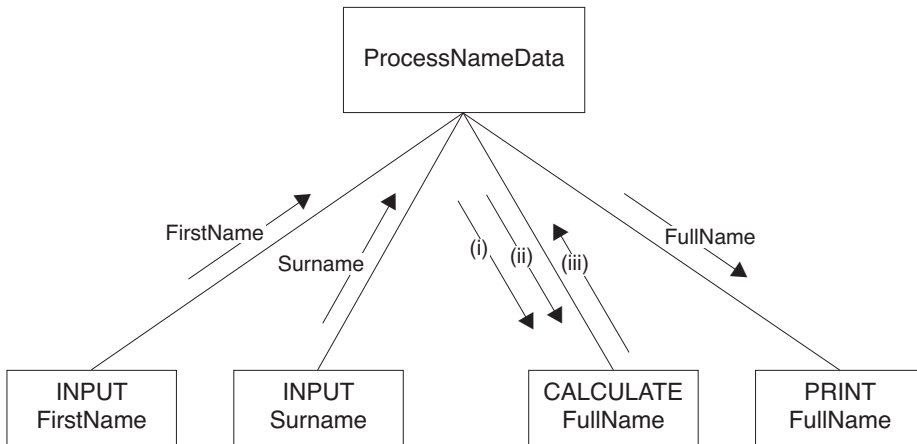 ProcessNameData
FirstName
Surname
(i)
(ii)
(iii)
FullName
INPUT
FirstName
INPUT
Surname
CALCULATE
FullName
PRINT
FullName